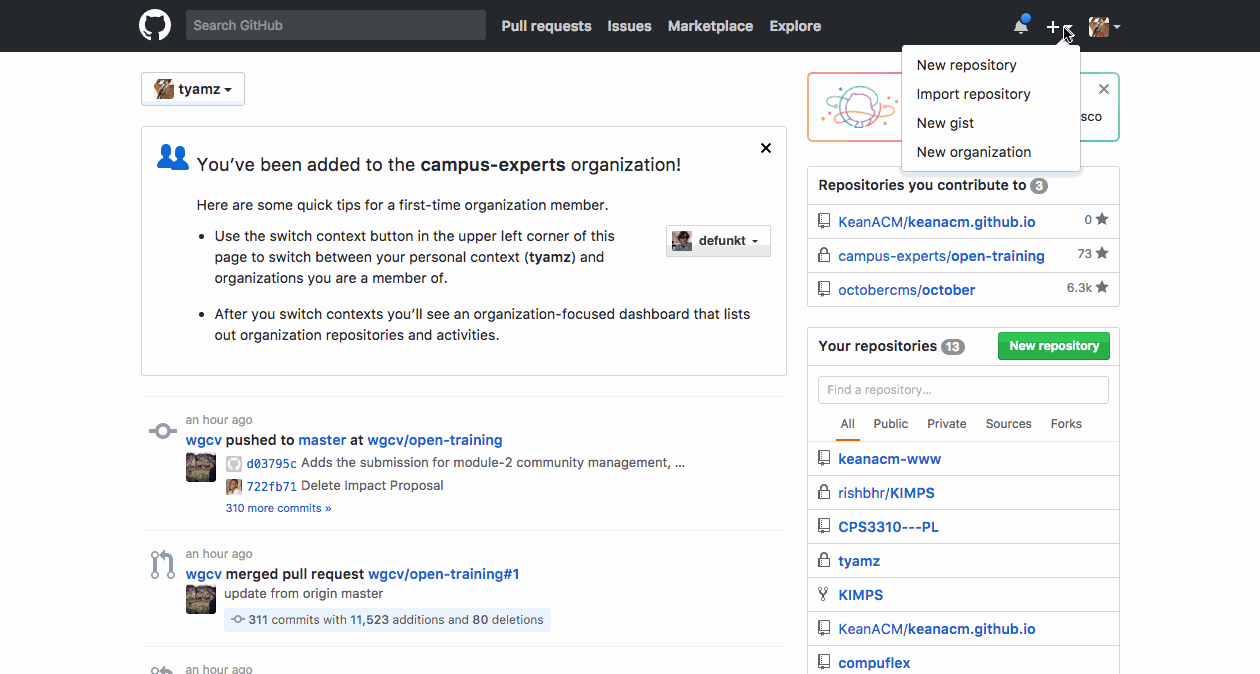 Search GitHub
Pull requests
Issues
Marketplace
Explore
New repository
Import repository
New gist
New organization
tyamz
sco
You’ve been added to the campus-experts organization!
Here are some quick tips for a first-time organization member.
• Use the switch context button in the upper left corner of this
page to switch between your personal context (tyamz) and
organizations you are a member of.
defunkt
• After you switch contexts you’ll see an organization-focused dashboard that lists
out organization repositories and activities.
an hour ago
wgcv pushed to master at wgcv/open-training
d03795c Adds the submission for module-2 community management, ...
722fb71 Delete Impact Proposal
310 more commits »
an hour ago
wgcv merged pull request wgcv/open-training#1
update from origin master
311 commits with 11,523 additions and 80 deletions
an hour ago
Repositories you contribute to 3
KeanACM/keanacm.github.io 0
campus-experts/open-training 73
octobercms/october 6.3k
Your repositories 13
New repository
Find a repository...
All Public Private Sources Forks
keanacm-www
rishbhr/KIMPS
CPS3310---PL
tyamz
KIMPS
KeanACM/keanacm.github.io
compuflex